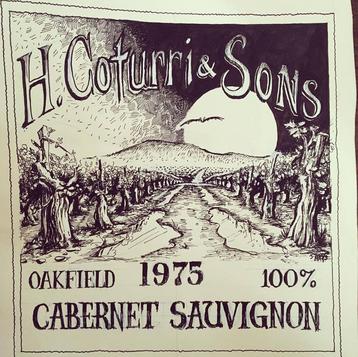 H. Coturri & Sons
OAKFIELD 1975 100%
CABERNET SAUVIGNON